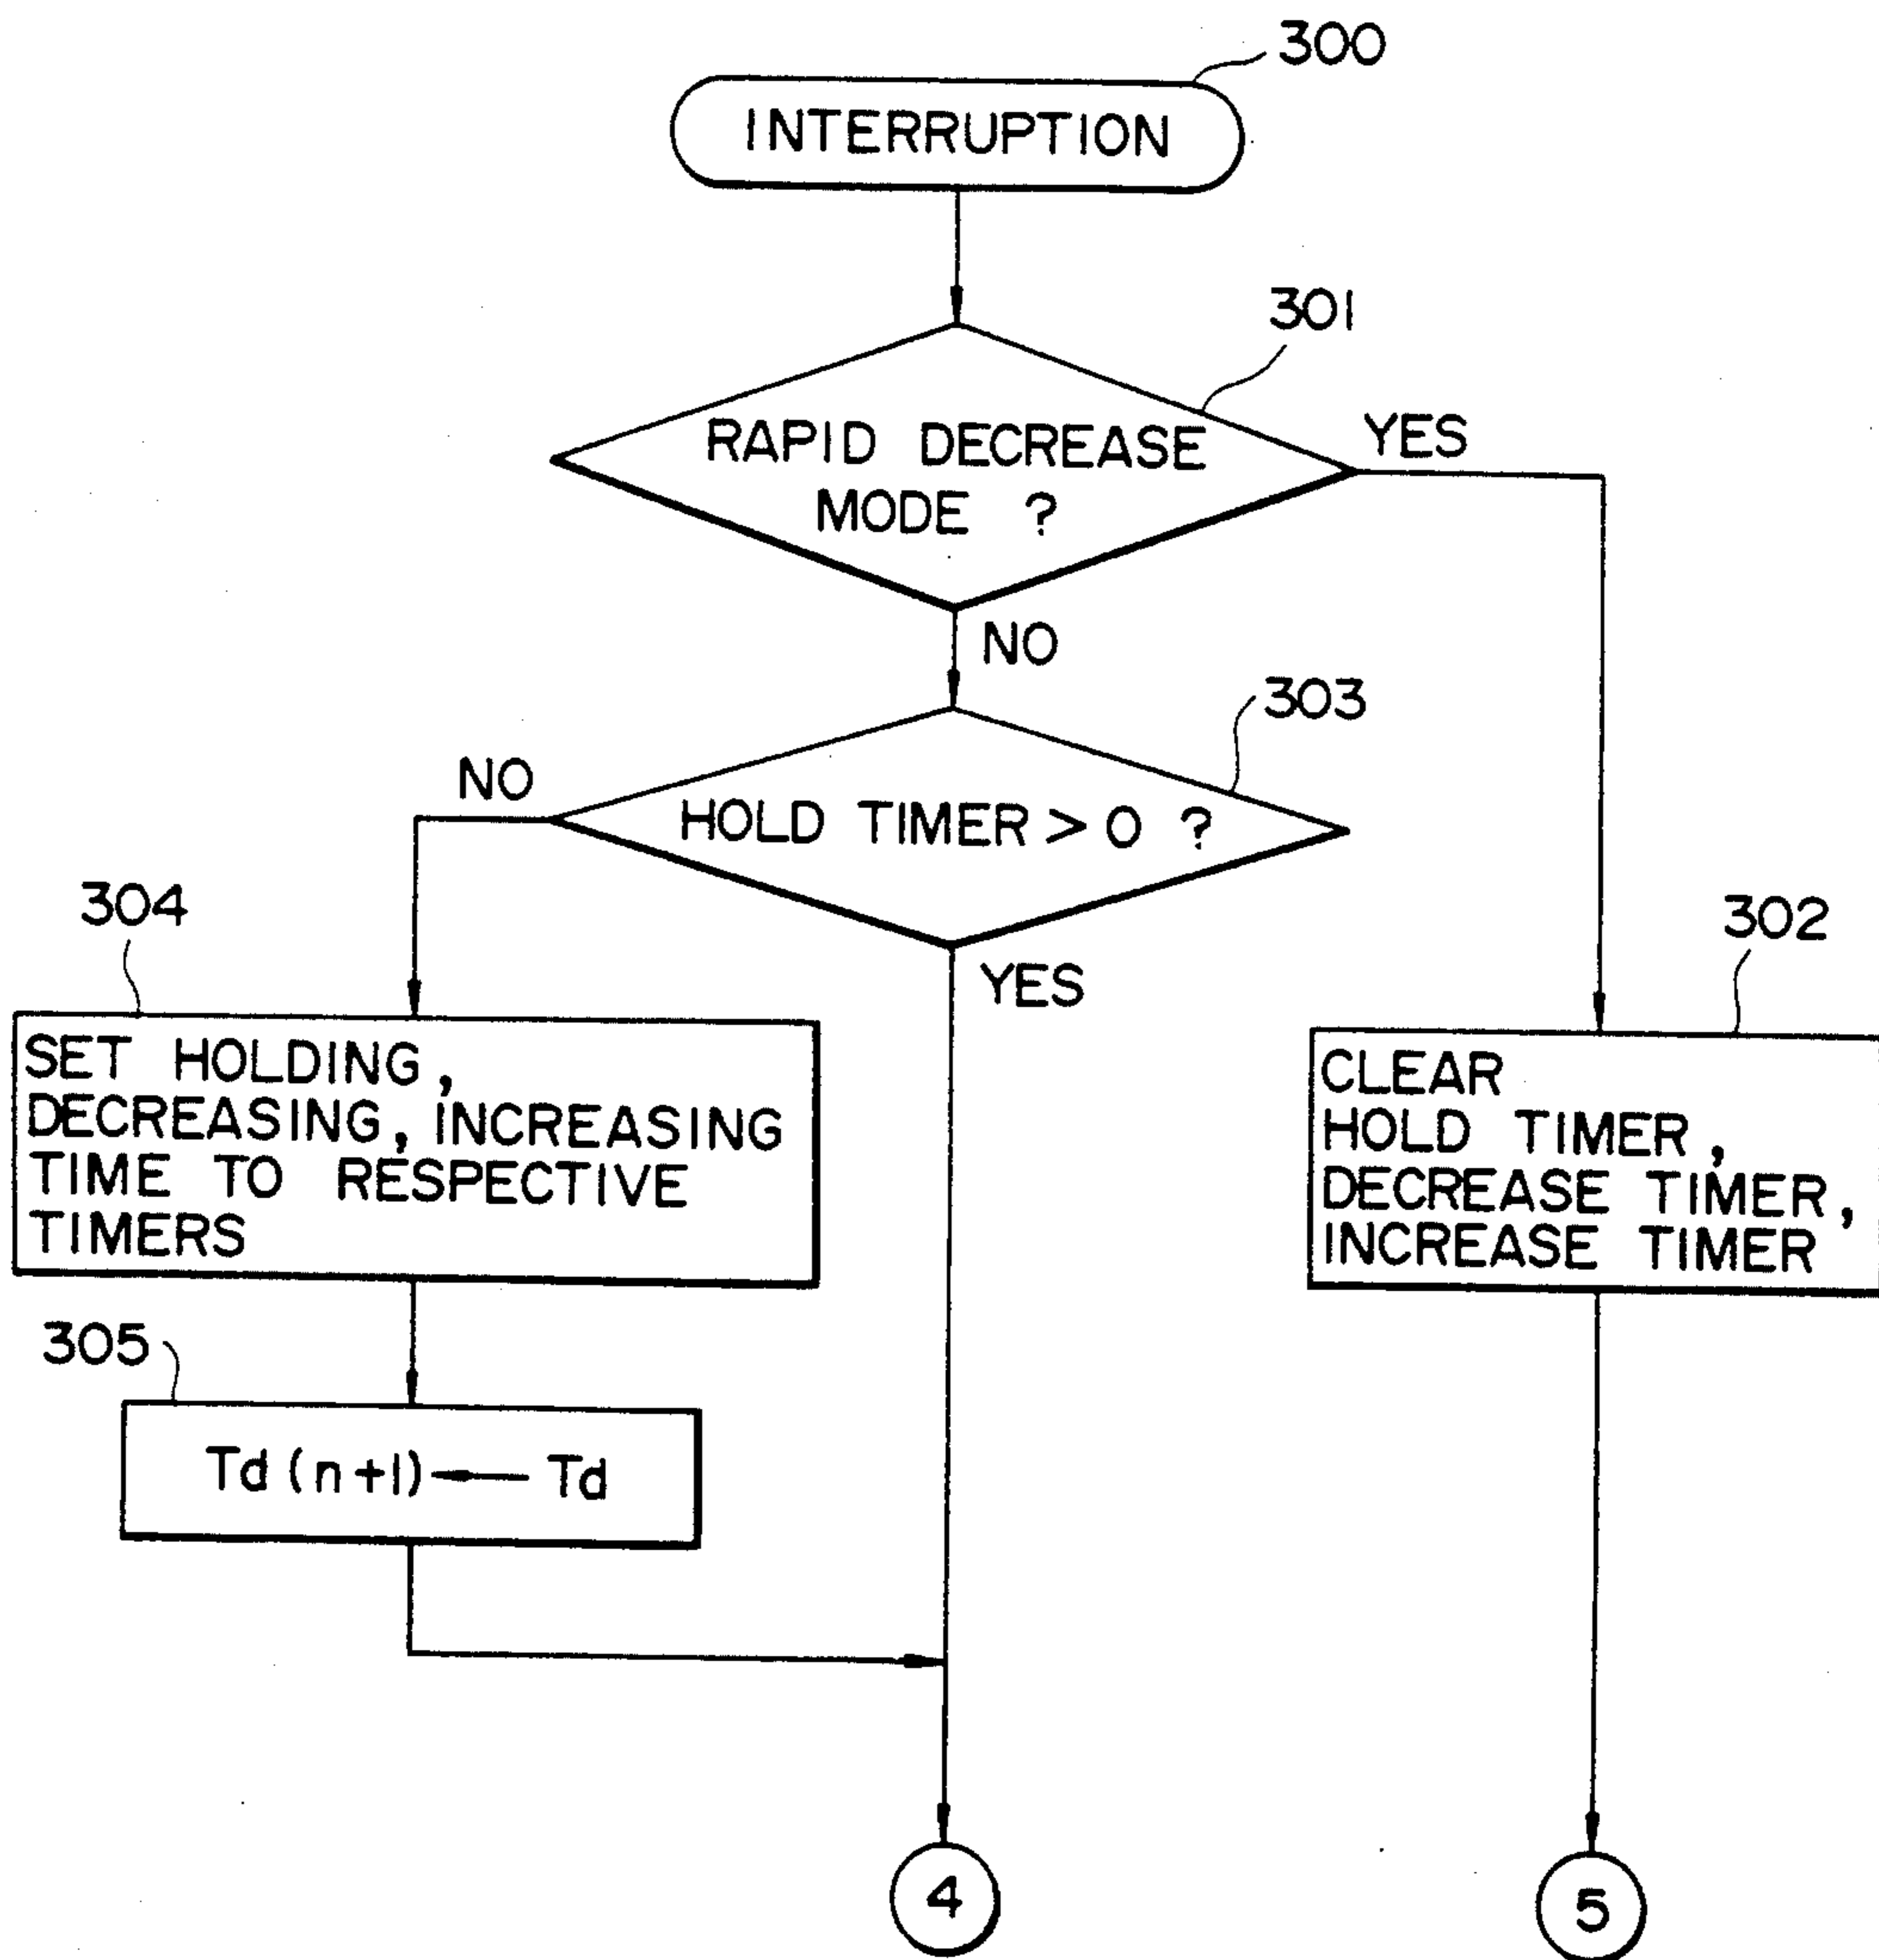 300
INTERRUPTION
301
RAPID DECREASE
MODE ?
YES
NO
303
HOLD TIMER > 0 ?
NO
YES
304
SET HOLDING,
DECREASING, INCREASING
TIME TO RESPECTIVE
TIMERS
302
CLEAR
HOLD TIMER,
DECREASE TIMER,
INCREASE TIMER
305
Td (n+1) ← Td
4
5